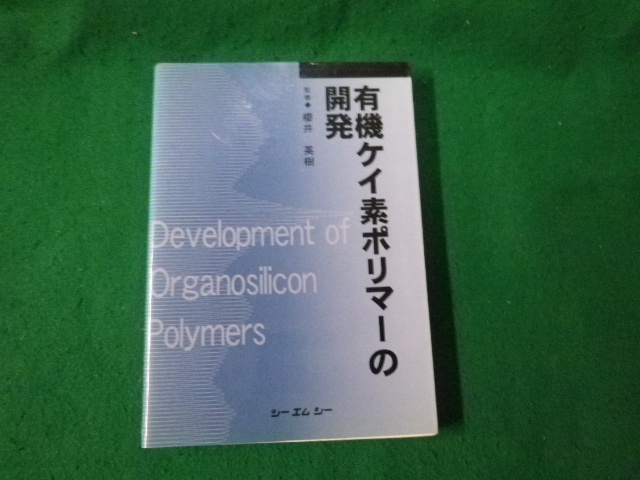 有機ケイ素ポリマーの
開発
監修◆櫻井 英樹
Development of
Organosilicon
Polymers
シーエムシー